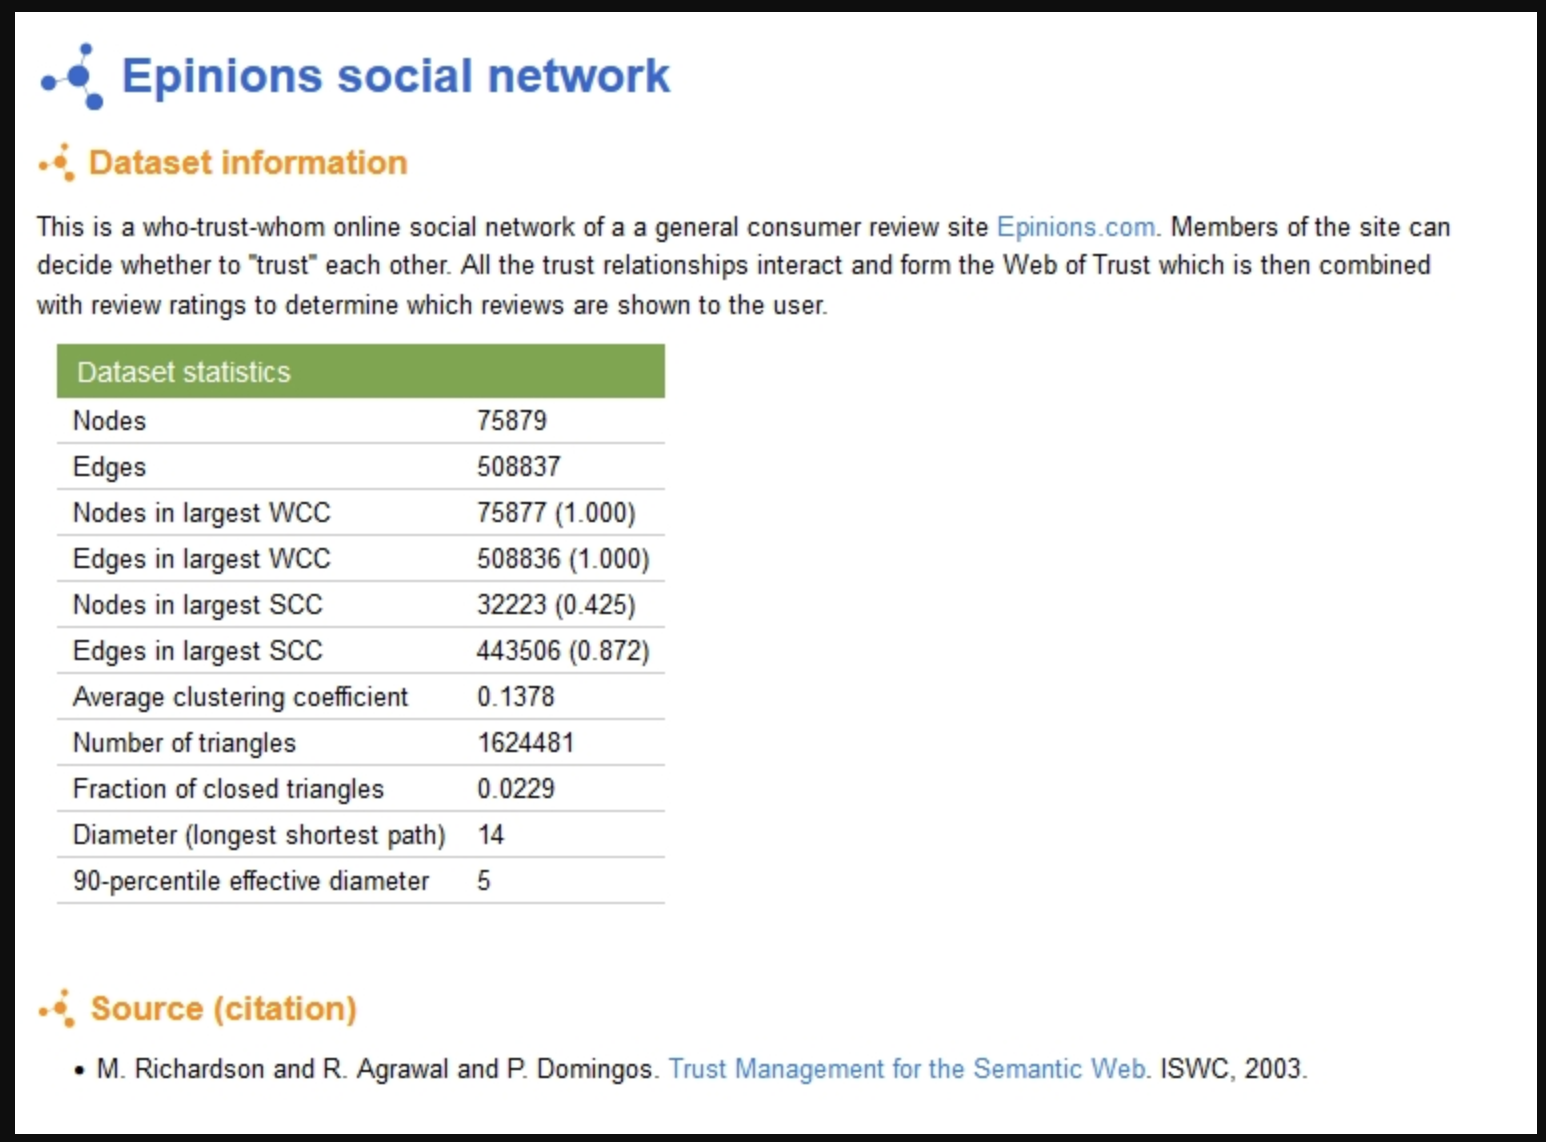 Epinions social network
Dataset information
This is a who-trust-whom online social network of a a general consumer review site Epinions.com. Members of the site can
decide whether to "trust" each other. All the trust relationships interact and form the Web of Trust which is then combined
with review ratings to determine which reviews are shown to the user.
Dataset statistics
Nodes 75879
Edges 508837
Nodes in largest WCC 75877 (1.000)
Edges in largest WCC 508836 (1.000)
Nodes in largest SCC 32223 (0.425)
Edges in largest SCC 443506 (0.872)
Average clustering coefficient 0.1378
Number of triangles 1624481
Fraction of closed triangles 0.0229
Diameter (longest shortest path) 14
90-percentile effective diameter 5
Source (citation)
• M. Richardson and R. Agrawal and P. Domingos. Trust Management for the Semantic Web. ISWC, 2003.